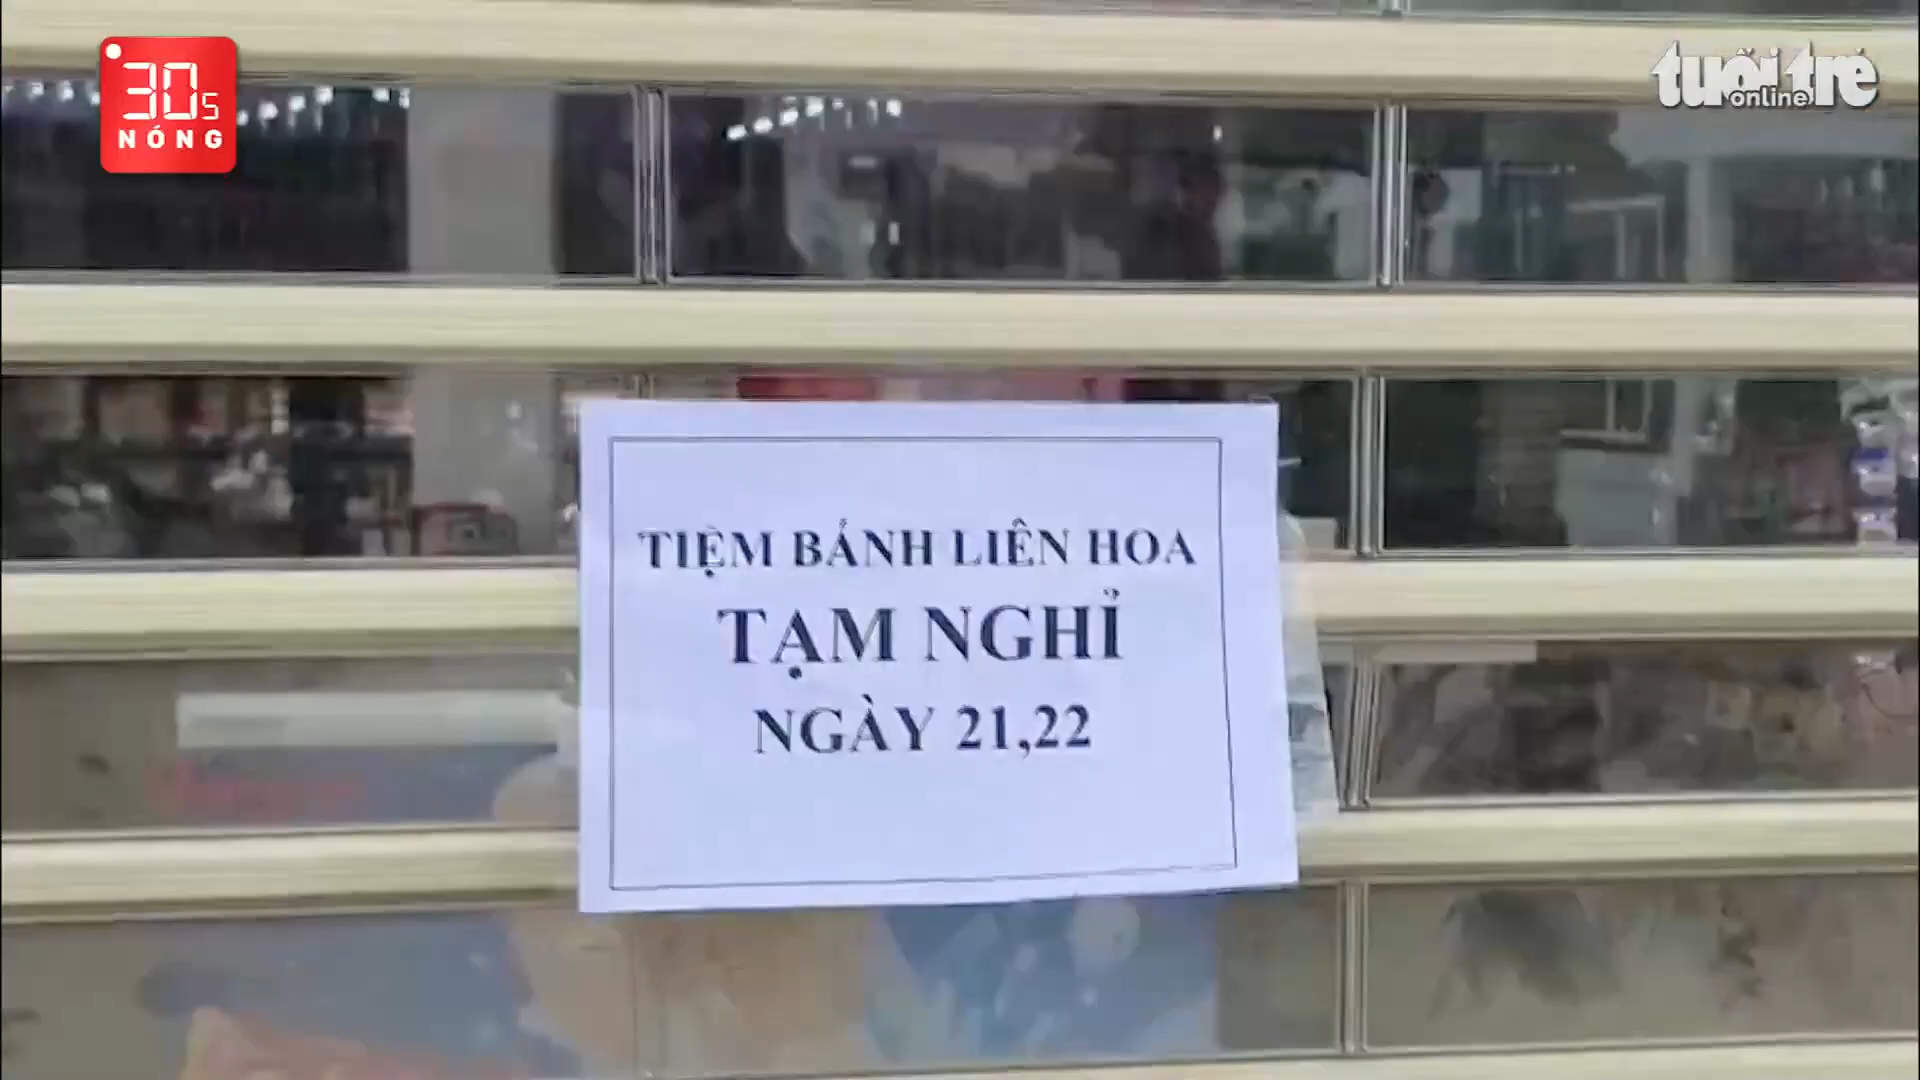 30s
NÓNG
tuổi trẻ
online
TIỆM BÁNH LIÊN HOA
TẠM NGHỈ
NGÀY 21,22